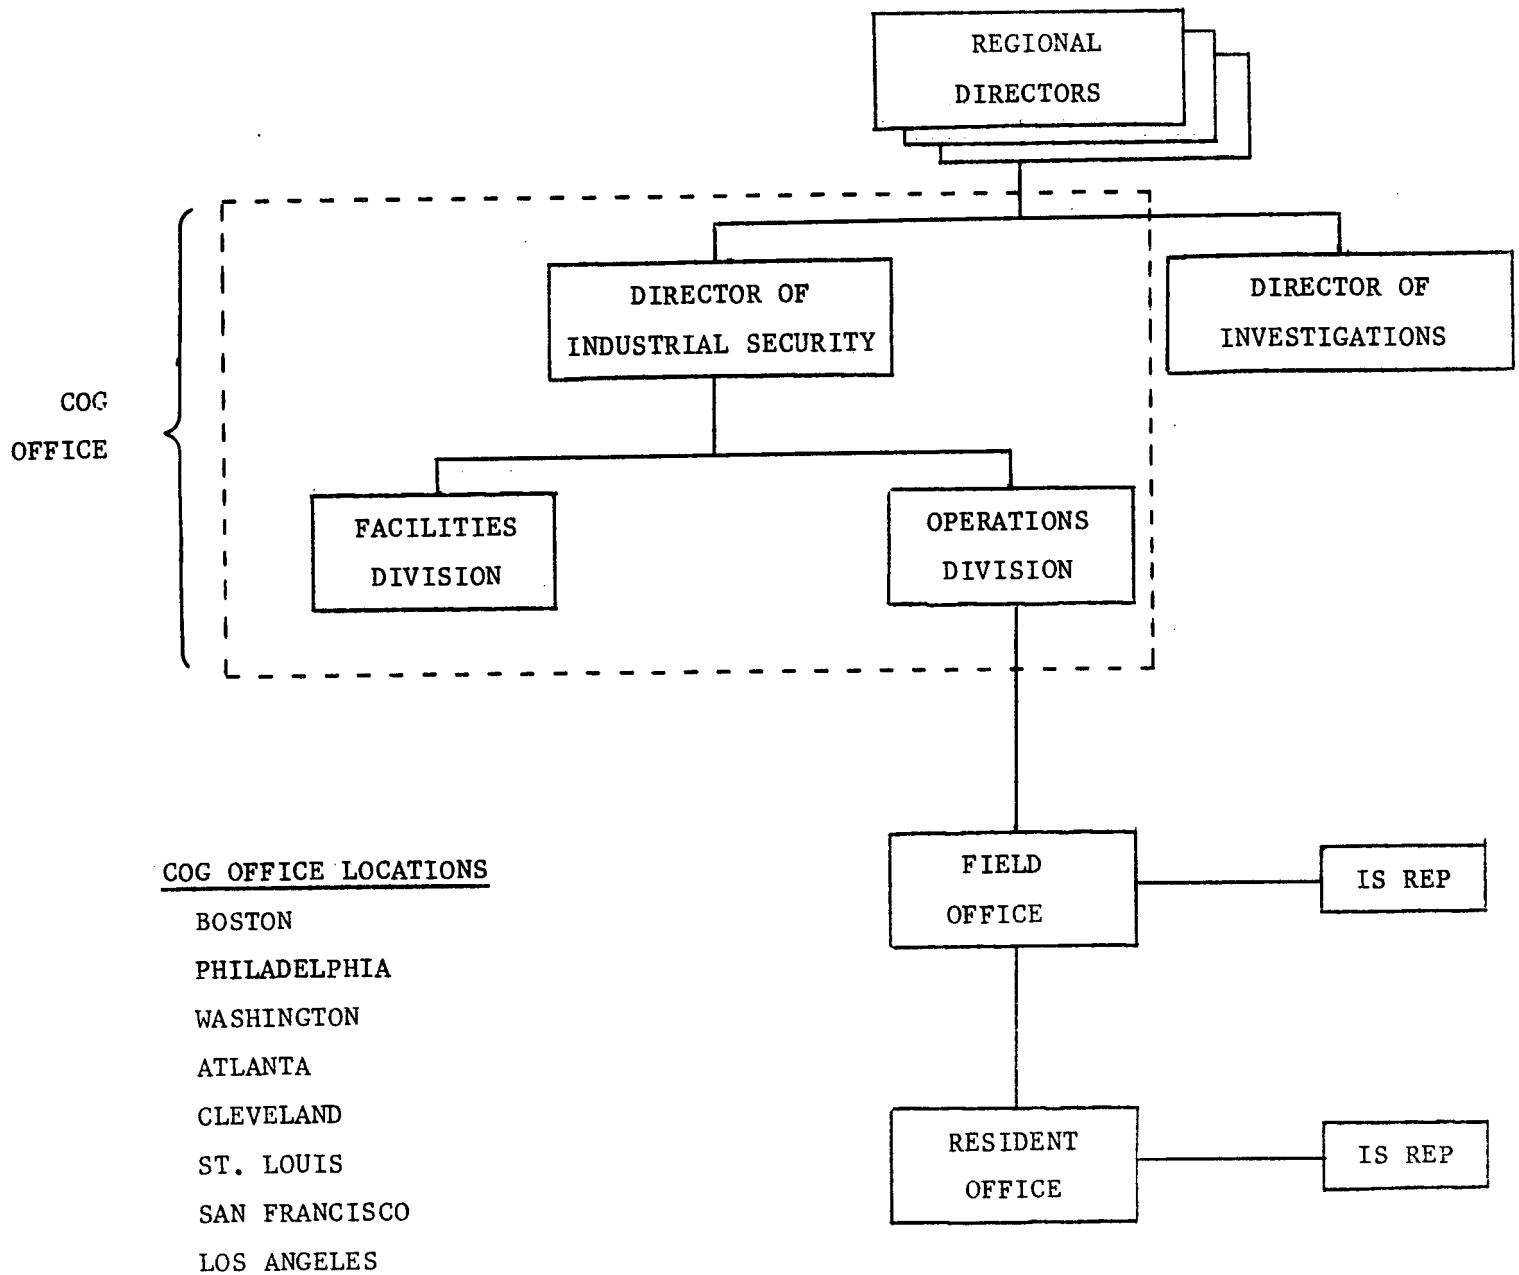 REGIONAL
DIRECTORS
DIRECTOR OF
INDUSTRIAL SECURITY
DIRECTOR OF
INVESTIGATIONS
COG
OFFICE
FACILITIES
DIVISION
OPERATIONS
DIVISION
FIELD
OFFICE
IS REP
RESIDENT
OFFICE
IS REP
COG OFFICE LOCATIONS
BOSTON
PHILADELPHIA
WASHINGTON
ATLANTA
CLEVELAND
ST. LOUIS
SAN FRANCISCO
LOS ANGELES